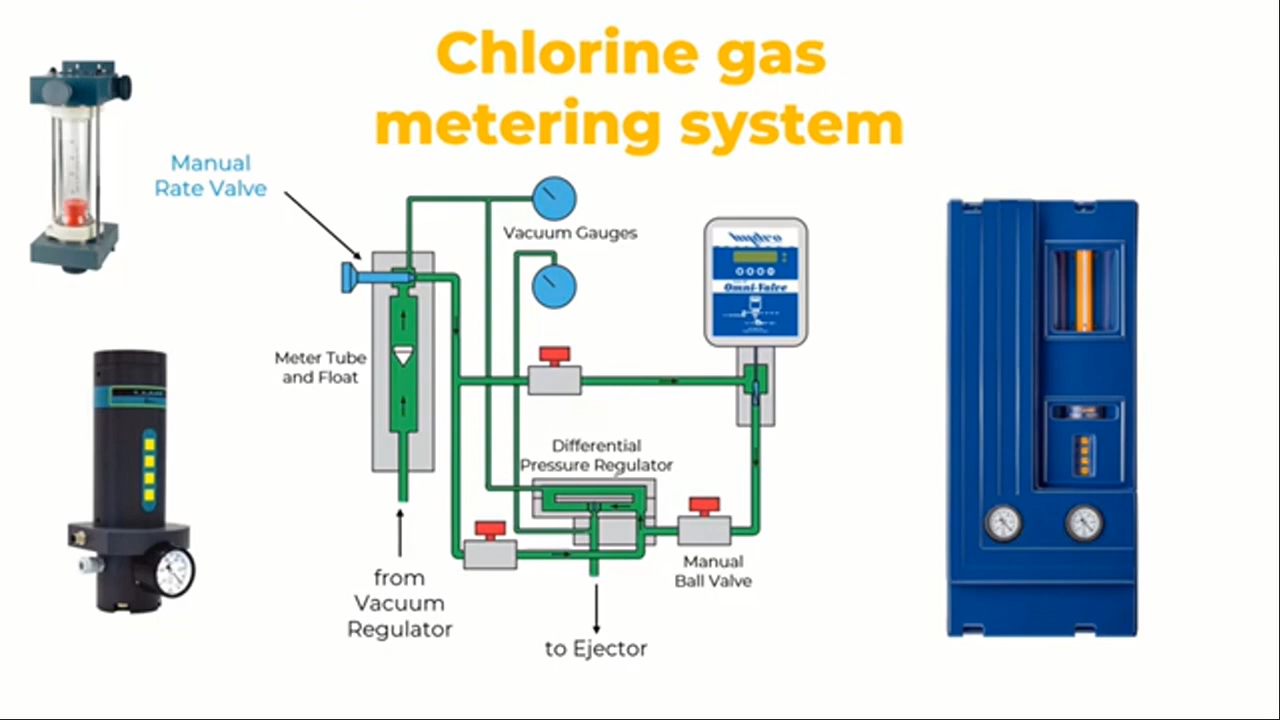 Chlorine gas
metering system
Manual
Rate Valve
Vacuum Gauges
hydro
Omni-Valve
Meter Tube
and Float
Differential
Pressure Regulator
Manual
Ball Valve
from
Vacuum
Regulator
to Ejector